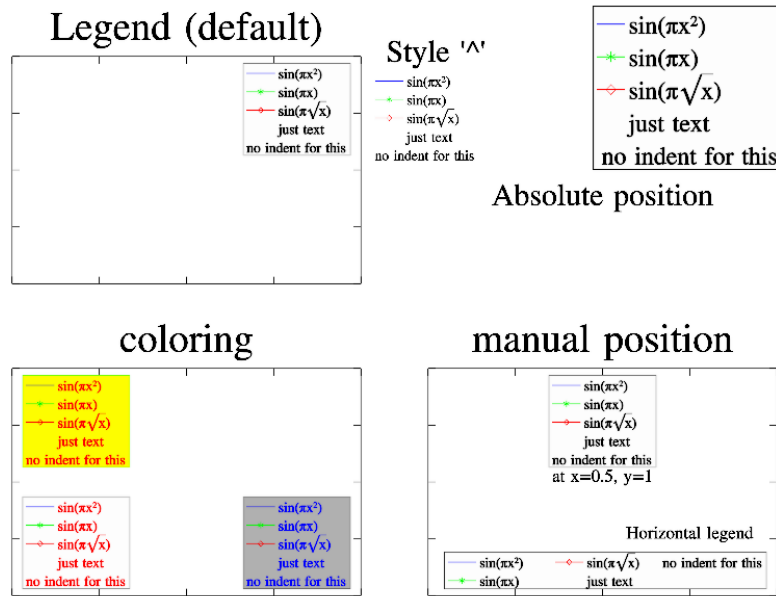 Legend (default)
sin(πx²)
sin(πx)
sin(π√x)
just text
no indent for this
Style '^'
sin(πx²)
sin(πx)
sin(π√x)
just text
no indent for this
sin(πx²)
sin(πx)
sin(π√x)
just text
no indent for this
Absolute position
coloring
sin(πx²)
sin(πx)
sin(π√x)
just text
no indent for this
sin(πx²)
sin(πx)
sin(π√x)
just text
no indent for this
sin(πx²)
sin(πx)
sin(π√x)
just text
no indent for this
manual position
sin(πx²)
sin(πx)
sin(π√x)
just text
no indent for this
at x=0.5, y=1
Horizontal legend
sin(πx²) sin(π√x) no indent for this
sin(πx) just text